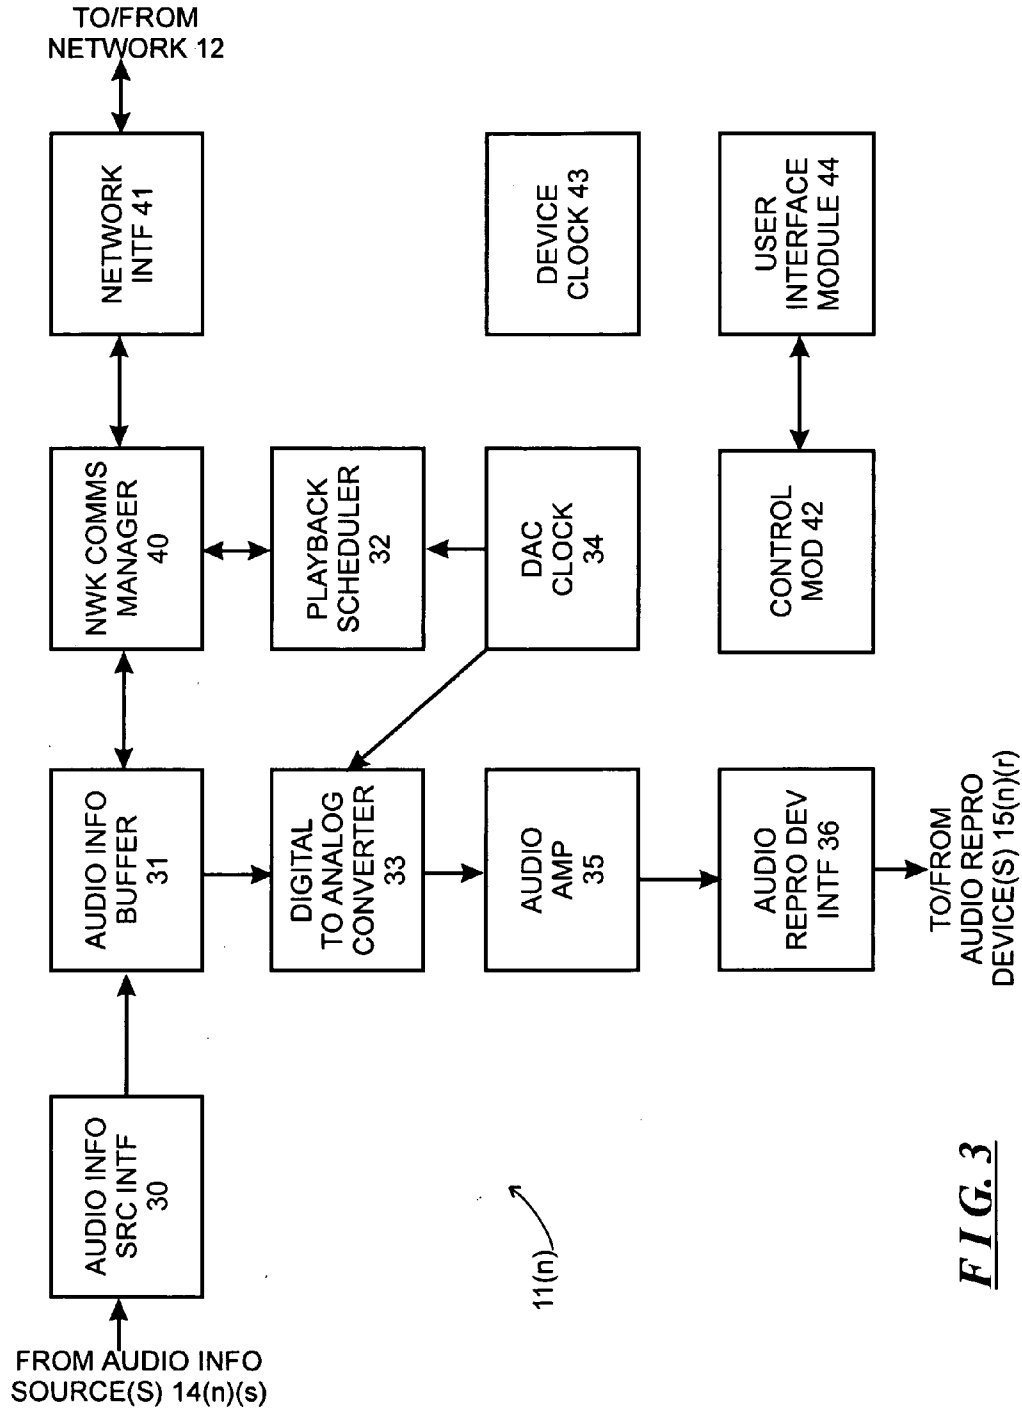 TO/FROM
NETWORK 12
NETWORK
INTF 41
DEVICE
CLOCK 43
USER
INTERFACE
MODULE 44
NWK COMMS
MANAGER
40
PLAYBACK
SCHEDULER
32
DAC
CLOCK
34
CONTROL
MOD 42
AUDIO INFO
BUFFER
31
DIGITAL
TO ANALOG
CONVERTER
33
AUDIO
AMP
35
AUDIO
REPRO DEV
INTF 36
TO/FROM
AUDIO REPRO
DEVICE(S) 15(n)(r)
AUDIO INFO
SRC INTF
30
FROM AUDIO INFO
SOURCE(S) 14(n)(s)
11(n)
FIG. 3